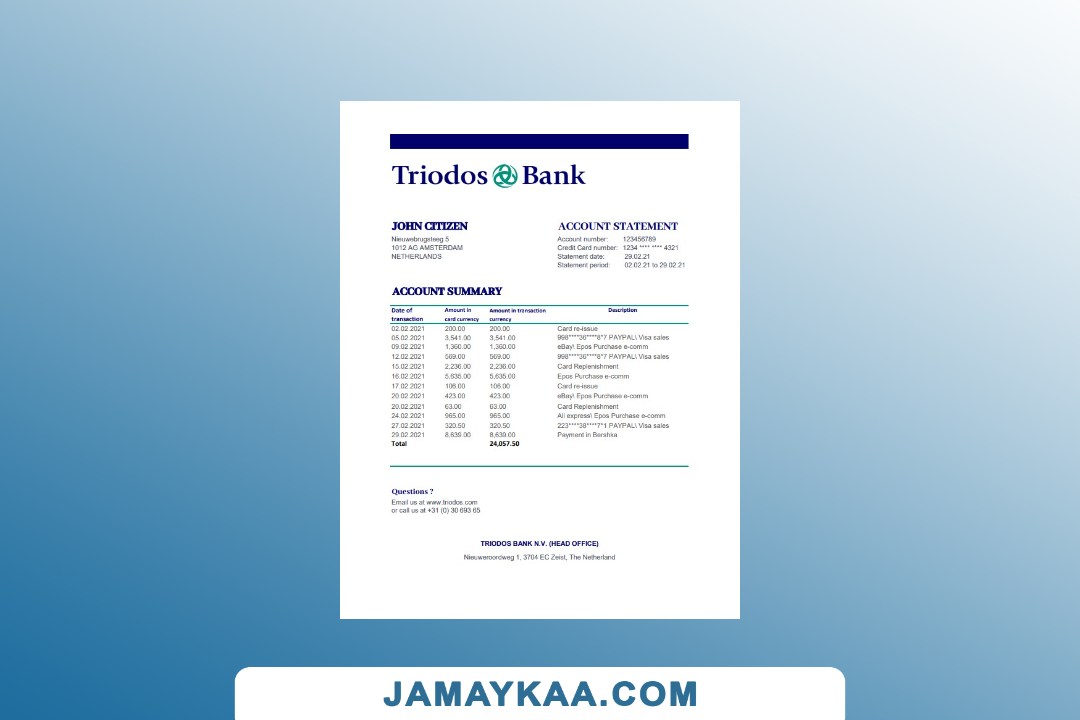 Triodos Bank
JOHN CITIZEN
Nieuwebrugsteeg 5
1012 AG AMSTERDAM
NETHERLANDS
ACCOUNT STATEMENT
Account number: 123456789
Credit Card number: 1234 **** **** 4321
Statement date: 29.02.21
Statement period: 02.02.21 to 29.02.21
ACCOUNT SUMMARY
Date of transaction Amount in card currency Amount in transaction currency Description
02.02.2021 200.00 200.00 Card re-issue
05.02.2021 3,541.00 3,541.00 998****36****8*7 PAYPAL\ Visa sales
09.02.2021 1,360.00 1,360.00 eBay\ Epos Purchase e-comm
12.02.2021 569.00 569.00 998****36****8*7 PAYPAL\ Visa sales
15.02.2021 2,236.00 2,236.00 Card Replenishment
16.02.2021 5,635.00 5,635.00 Epos Purchase e-comm
17.02.2021 106.00 106.00 Card re-issue
20.02.2021 423.00 423.00 eBay\ Epos Purchase e-comm
20.02.2021 63.00 63.00 Card Replenishment
24.02.2021 965.00 965.00 Ali express\ Epos Purchase e-comm
27.02.2021 320.50 320.50 223****38****7*1 PAYPAL\ Visa sales
29.02.2021 8,639.00 8,639.00 Payment in Bershka
Total 24,057.50
Questions ?
Email us at www.triodos.com
or call us at +31 (0) 30 693 65
TRIODOS BANK N.V. (HEAD OFFICE)
Nieuweroordweg 1, 3704 EC Zeist, The Netherland
JAMAYKAA.COM